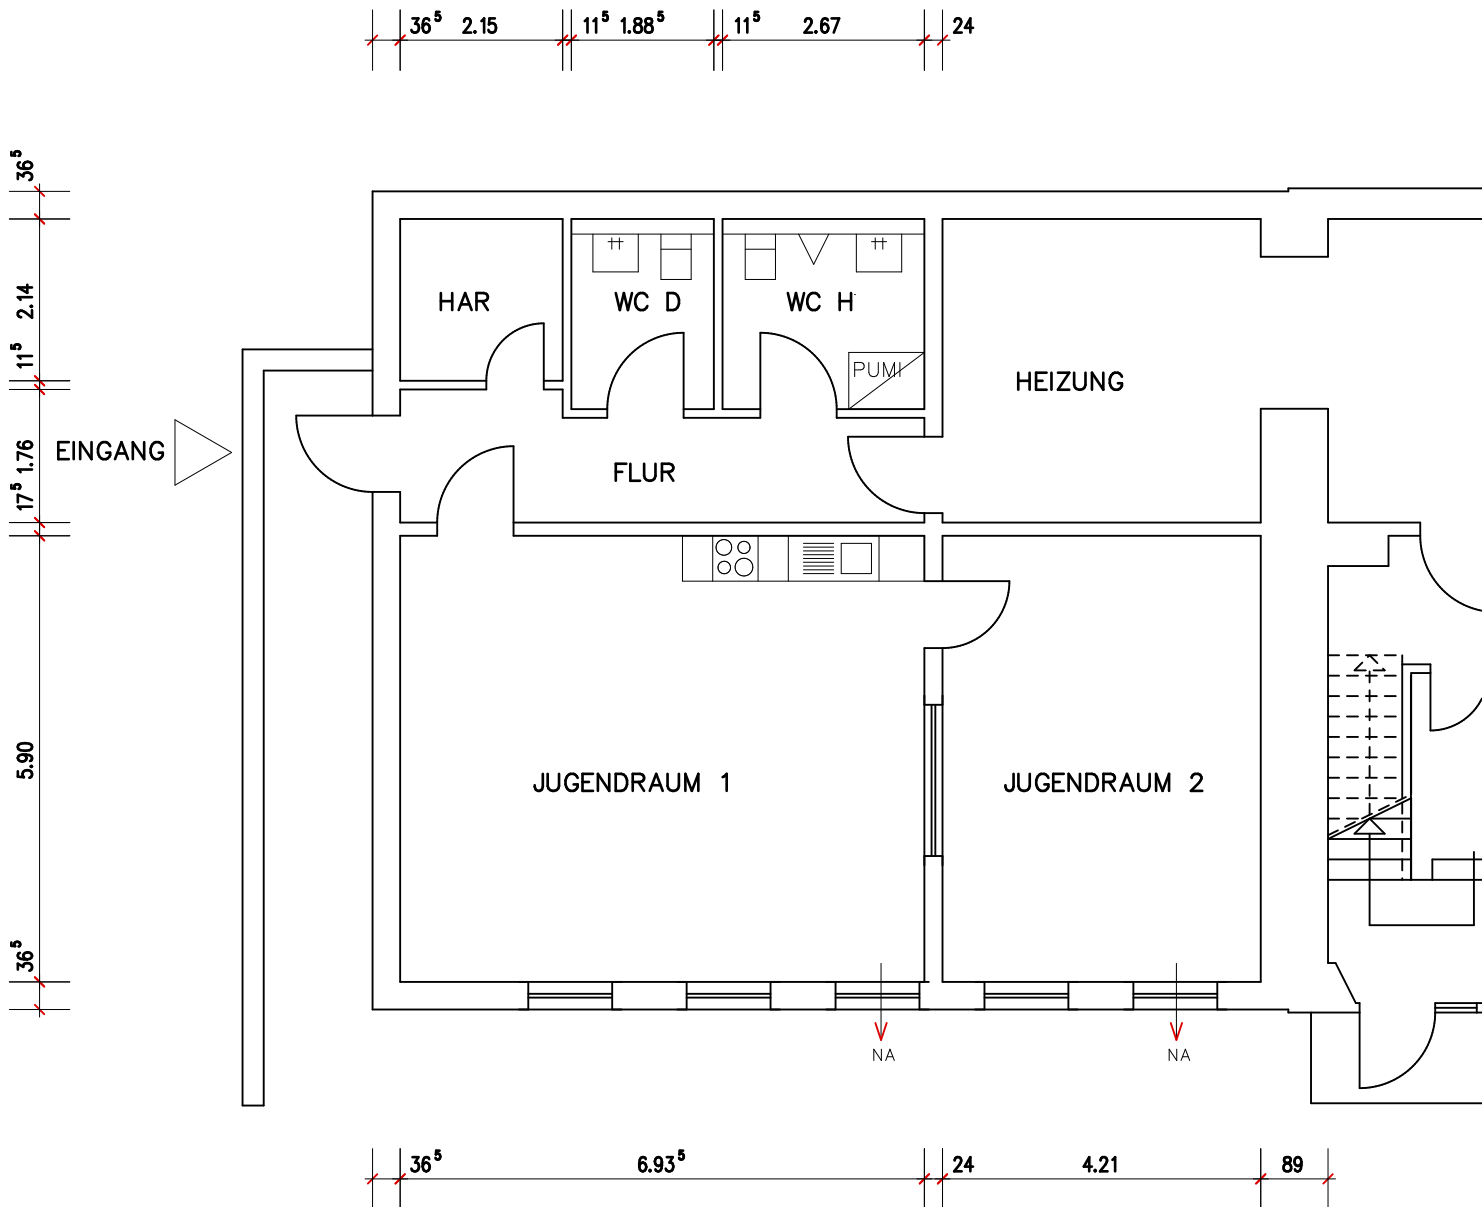 36⁵ 2.15 11⁵ 1.88⁵ 11⁵ 2.67 24
36⁵
2.14
11⁵
1.76
17⁵
5.90
36⁵
HAR
WC D
WC H
PUMI
HEIZUNG
EINGANG
FLUR
JUGENDRAUM 1
JUGENDRAUM 2
NA
NA
36⁵ 6.93⁵ 24 4.21 89